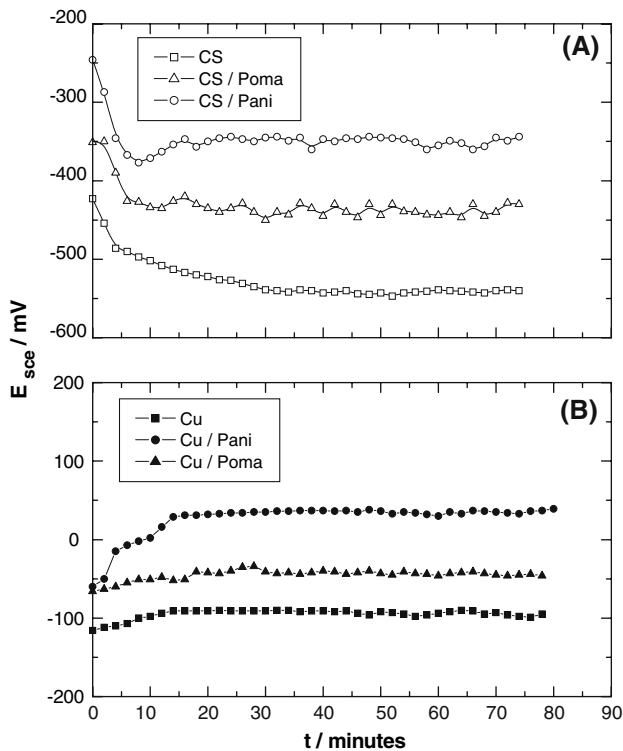 -200
(A)
CS
CS / Poma
CS / Pani
-300
-400
-500
-600
E sce / mV
200
(B)
Cu
Cu / Pani
Cu / Poma
100
0
-100
-200
0 10 20 30 40 50 60 70 80 90
t / minutes